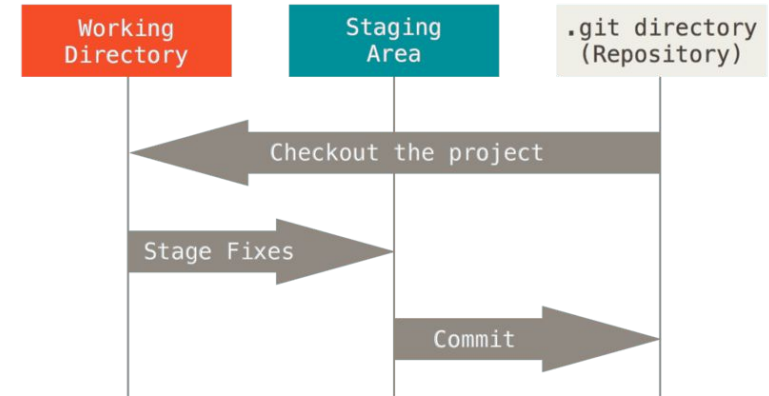 Working
Directory
Staging
Area
.git directory
(Repository)
Checkout the project
Stage Fixes
Commit